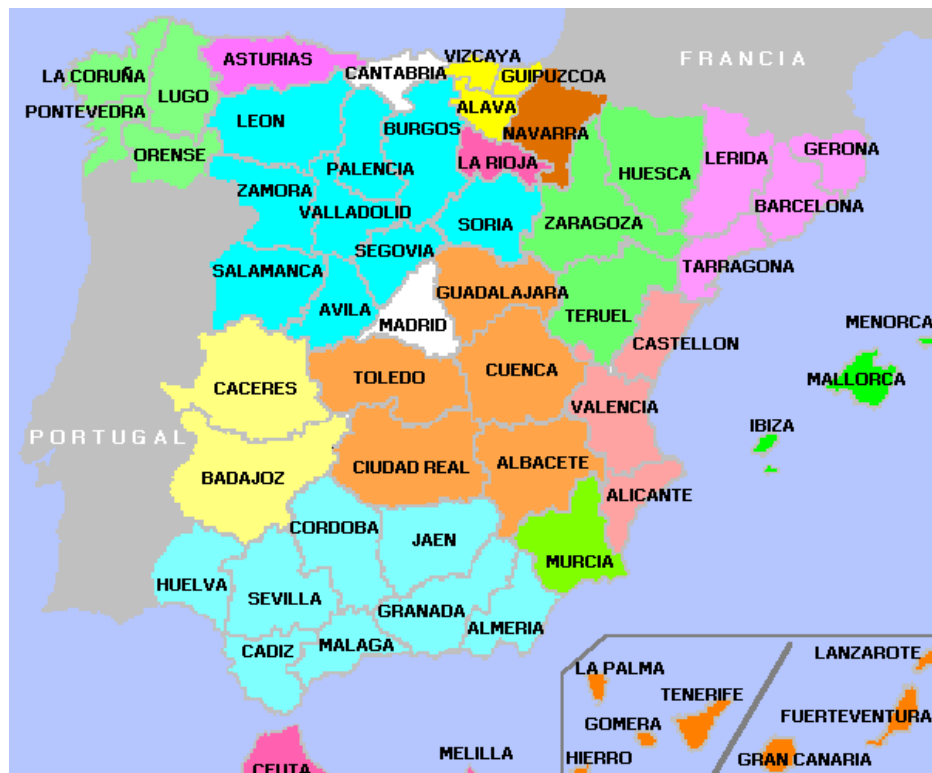 FRANCIA
VIZCAYA
ASTURIAS
CANTABRIA
GUIPUZCOA
LA CORUÑA
LUGO
ALAVA
PONTEVEDRA
LEON
BURGOS
NAVARRA
ORENSE
PALENCIA
LA RIOJA
LERIDA
GERONA
HUESCA
ZAMORA
VALLADOLID
SORIA
ZARAGOZA
BARCELONA
SEGOVIA
SALAMANCA
TARRAGONA
AVILA
GUADALAJARA
MADRID
TERUEL
MENORCA
CASTELLON
CACERES
TOLEDO
CUENCA
MALLORCA
VALENCIA
IBIZA
PORTUGAL
BADAJOZ
CIUDAD REAL
ALBACETE
ALICANTE
CORDOBA
JAEN
MURCIA
HUELVA
SEVILLA
GRANADA
ALMERIA
CADIZ
MALAGA
LANZAROTE
LA PALMA
TENERIFE
GOMERA
FUERTEVENTURA
MELILLA
HIERRO
GRAN CANARIA
CEUTA